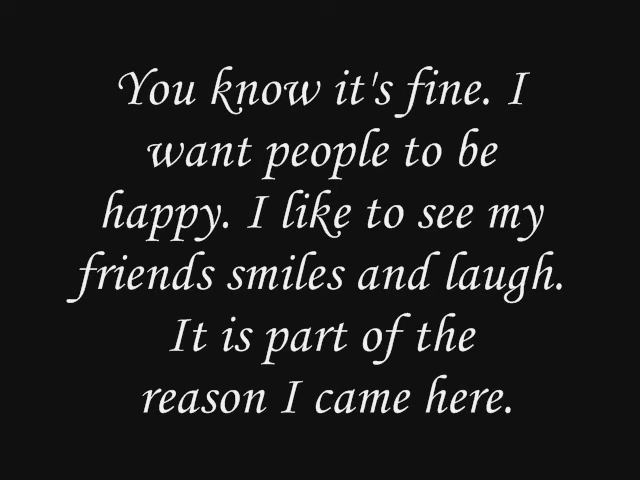 You know it's fine. I
want people to be
happy. I like to see my
friends smiles and laugh.
It is part of the
reason I came here.